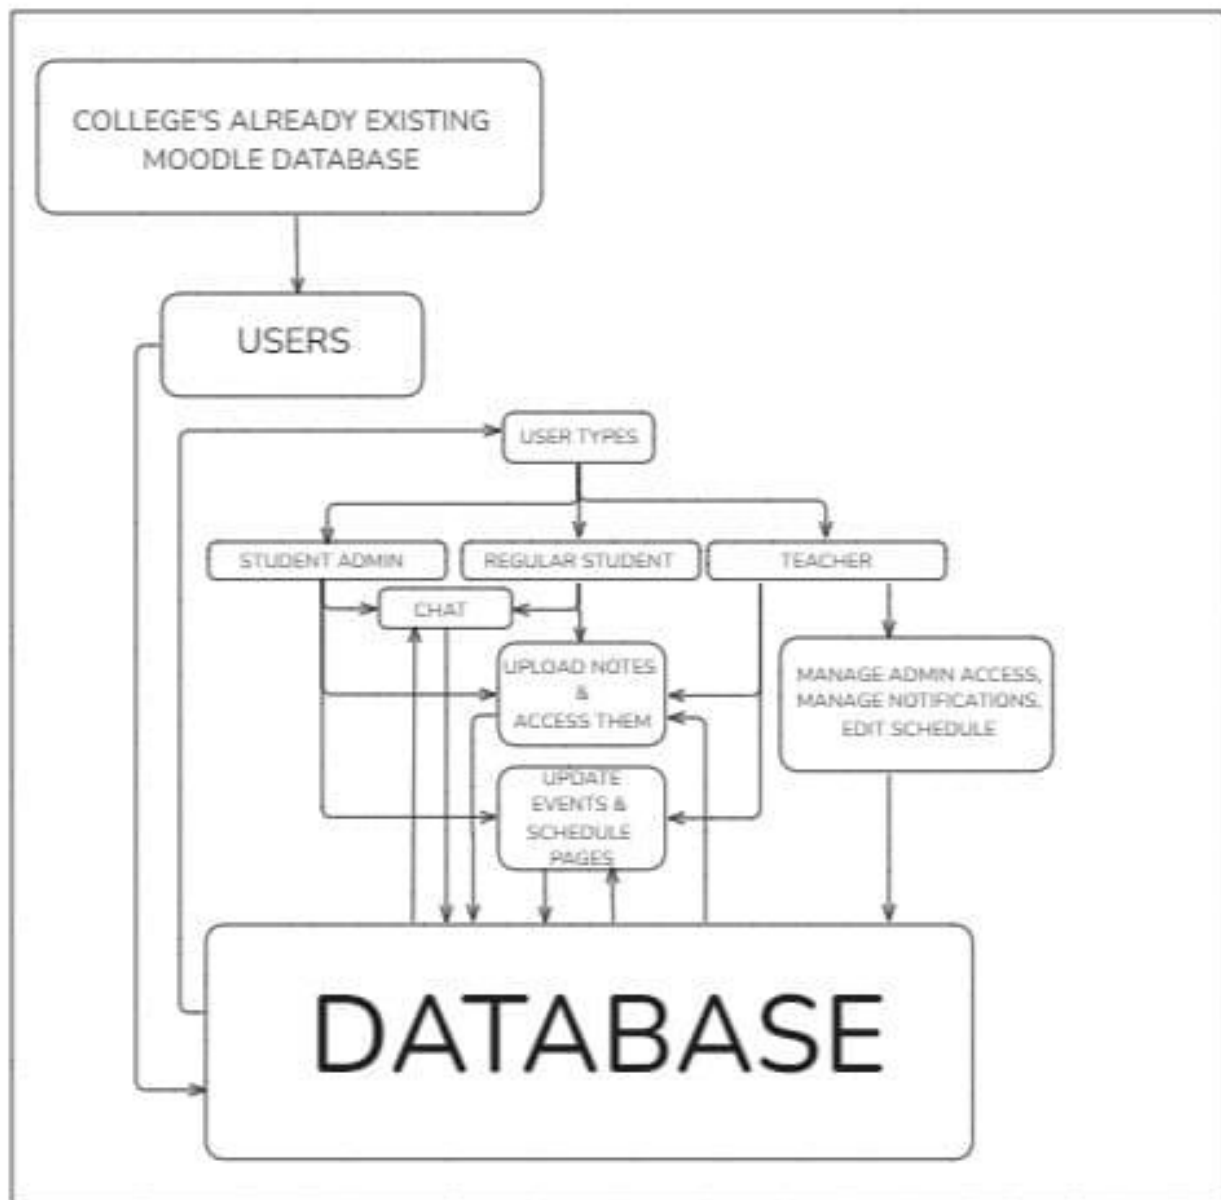 COLLEGE'S ALREADY EXISTING
MOODLE DATABASE
USERS
USER TYPES
STUDENT ADMIN
REGULAR STUDENT
TEACHER
CHAT
UPLOAD NOTES
&
ACCESS THEM
MANAGE ADMIN ACCESS,
MANAGE NOTIFICATIONS,
EDIT SCHEDULE
UPDATE
EVENTS &
SCHEDULE
PAGES
DATABASE